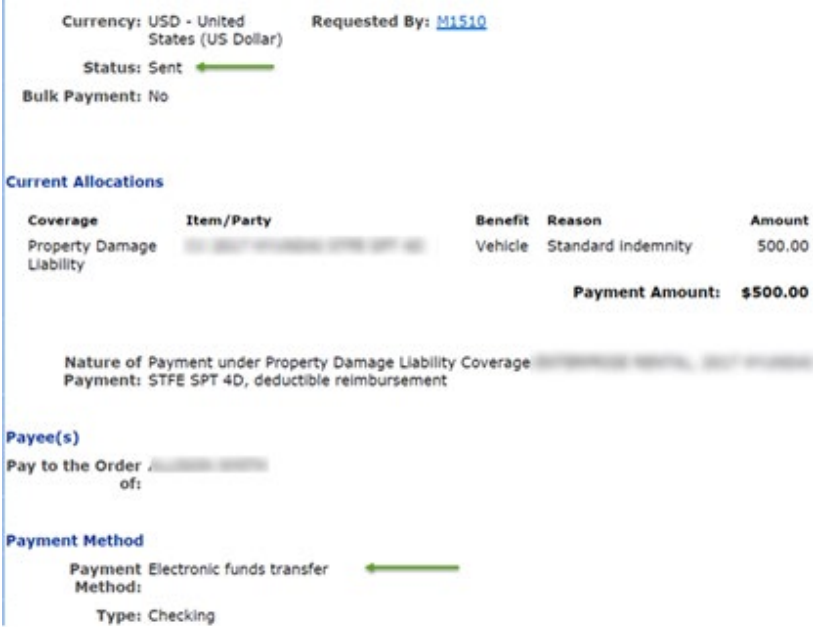 Currency: USD - United States (US Dollar) Requested By: M1510
Status: Sent
Bulk Payment: No
Current Allocations
Coverage Item/Party Benefit Reason Amount
Property Damage Liability Vehicle Standard indemnity 500.00
Payment Amount: $500.00
Nature of Payment: Payment under Property Damage Liability Coverage
STFE SPT 4D, deductible reimbursement
Payee(s)
Pay to the Order of:
Payment Method
Payment Method: Electronic funds transfer
Type: Checking